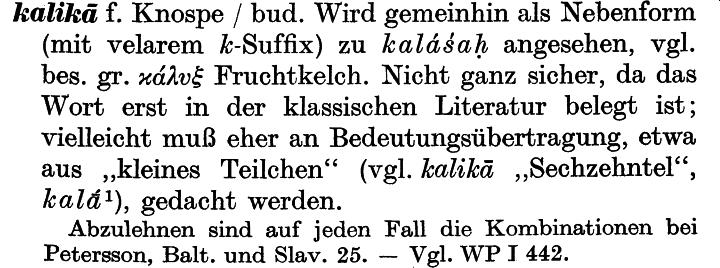 kalikā f. Knospe / bud. Wird gemeinhin als Nebenform
(mit velarem k-Suffix) zu kaláśaḥ angesehen, vgl.
bes. gr. κάλυξ Fruchtkelch. Nicht ganz sicher, da das
Wort erst in der klassischen Literatur belegt ist;
vielleicht muß eher an Bedeutungsübertragung, etwa
aus „kleines Teilchen“ (vgl. kalikā „Sechzehntel“,
kalā́¹), gedacht werden.
Abzulehnen sind auf jeden Fall die Kombinationen bei
Petersson, Balt. und Slav. 25. — Vgl. WP I 442.